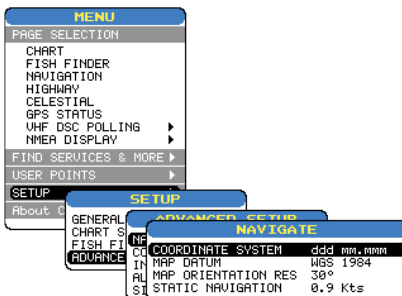 MENU
PAGE SELECTION
CHART
FISH FINDER
NAVIGATION
HIGHWAY
CELESTIAL
GPS STATUS
VHF DSC POLLING
NMEA DISPLAY
FIND SERVICES & MORE
USER POINTS
SETUP
About
SETUP
GENERAL
CHART
FISH
ADVANCE
ADVANCED SETUP
NAVIGATE
COORDINATE SYSTEM ddd mm.mmm
MAP DATUM WGS 1984
MAP ORIENTATION RES 30°
STATIC NAVIGATION 0.9 Kts